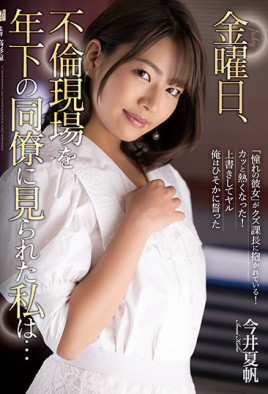 金曜日、
不倫現場を
年下の同僚に見られた私は…
「憧れの彼女」がクズ課長に抱かれている!
カッと熱くなった!
上書きしてヤル
俺はひそかに誓った
今井夏帆